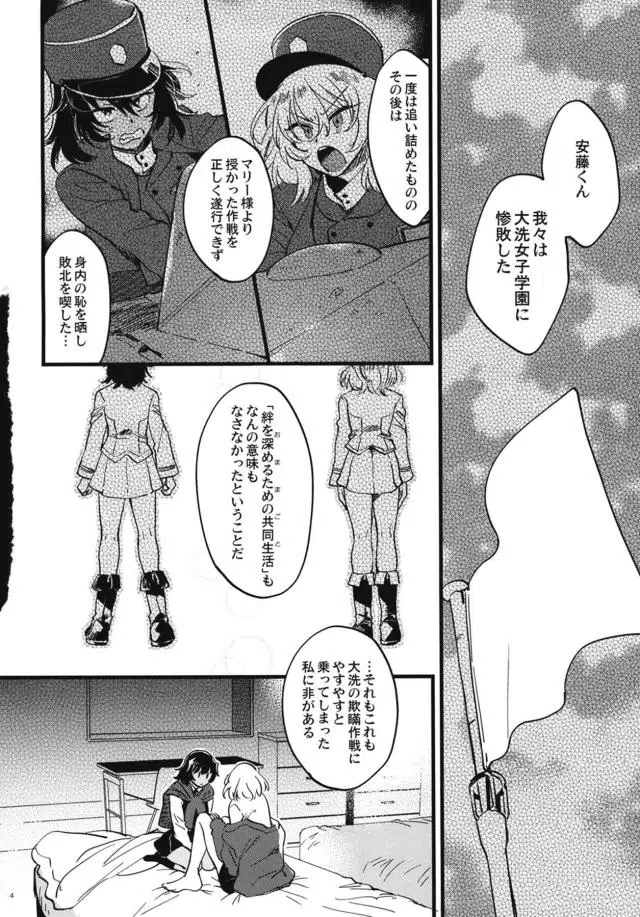 安藤くん
我々は
大洗女子学園に
惨敗した
一度は追い詰めたものの
その後は
マリー様より
授かった作戦を
正しく遂行できず
身内の恥を晒し
敗北を喫した…
「絆を深めるための共同生活」も
おままごと
なんの意味も
なさなかったということだ
…それもこれも
大洗の欺瞞作戦に
やすやすと
乗ってしまった
私に非がある
4